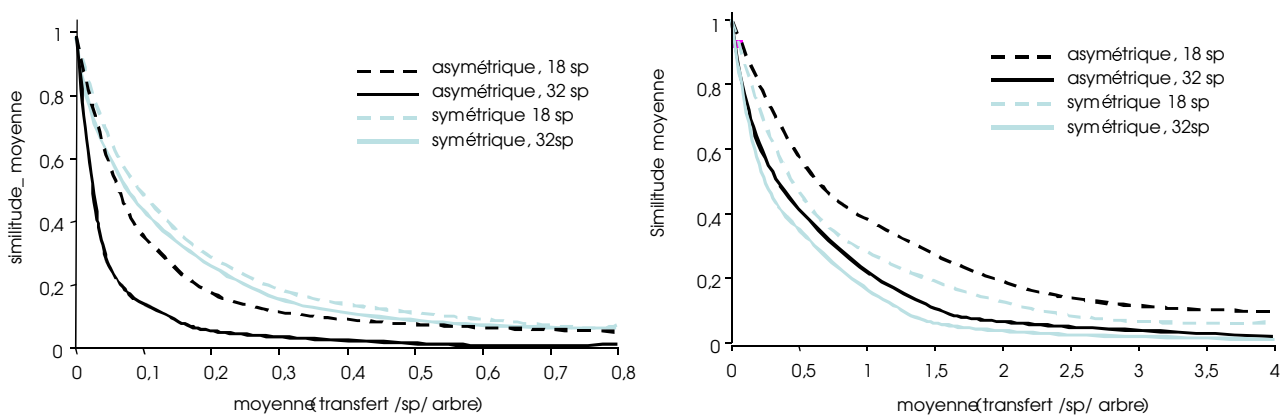 similitude_ moyenne
1
0,8
0,6
0,4
0,2
0
asymétrique, 18 sp
asymétrique, 32 sp
symétrique 18 sp
symétrique, 32sp
0 0,1 0,2 0,3 0,4 0,5 0,6 0,7 0,8
moyenne(transfert /sp/ arbre)
Similitude moyenne
1
0,8
0,6
0,4
0,2
0
asymétrique, 18 sp
asymétrique, 32 sp
symétrique 18 sp
symétrique, 32sp
0 0,5 1 1,5 2 2,5 3 3,5 4
moyenne(transfert /sp/ arbre)